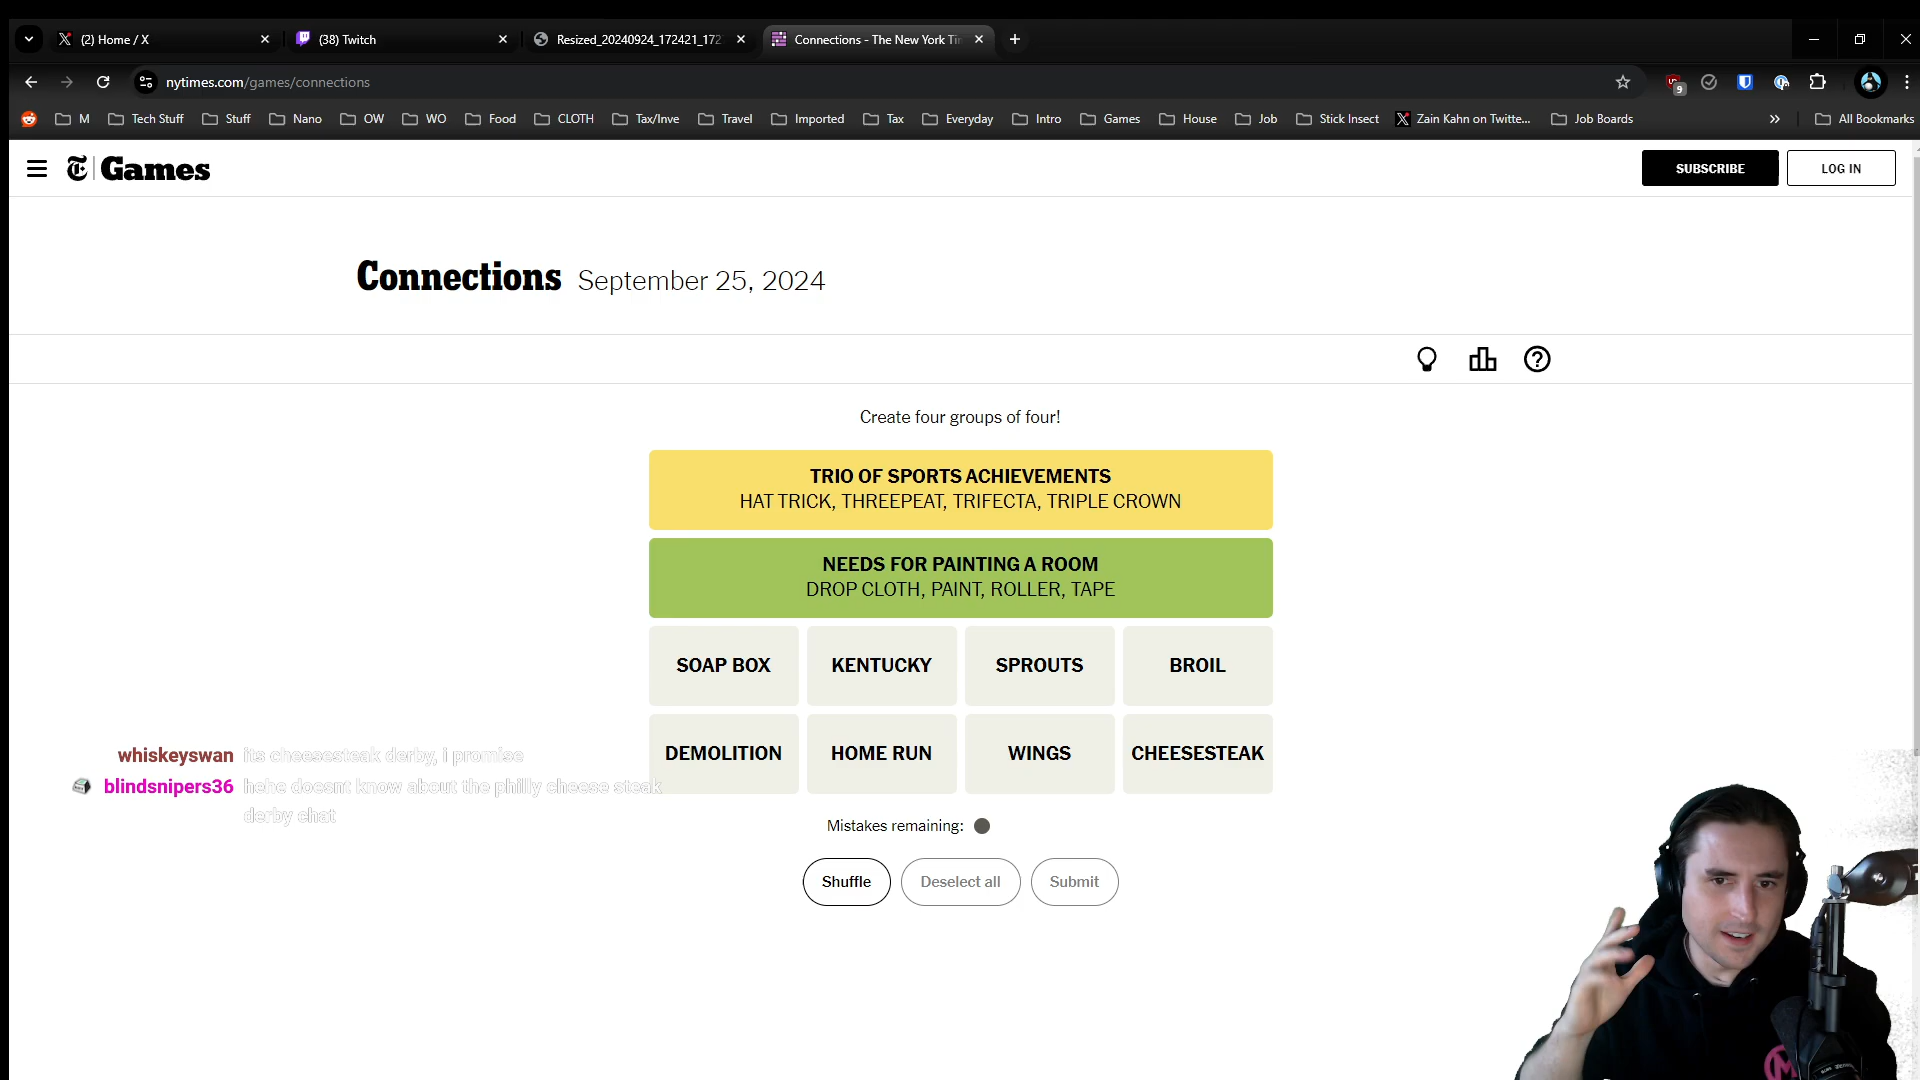 (2) Home / X
(38) Twitch
Resized_20240924_172421_172
Connections - The New York Tin
nytimes.com/games/connections
9
M
Tech Stuff
Stuff
Nano
OW
WO
Food
CLOTH
Tax/Inve
Travel
Imported
Tax
Everyday
Intro
Games
House
Job
Stick Insect
Zain Kahn on Twitte...
Job Boards
All Bookmarks
Games
SUBSCRIBE
LOG IN
Connections September 25, 2024
Create four groups of four!
TRIO OF SPORTS ACHIEVEMENTS
HAT TRICK, THREEPEAT, TRIFECTA, TRIPLE CROWN
NEEDS FOR PAINTING A ROOM
DROP CLOTH, PAINT, ROLLER, TAPE
SOAP BOX KENTUCKY SPROUTS BROIL
DEMOLITION HOME RUN WINGS CHEESESTEAK
whiskeyswan its cheesesteak derby, i promise
blindsnipers36 hehe doesnt know about the philly cheese steak
derby chat
Mistakes remaining:
Shuffle
Deselect all
Submit